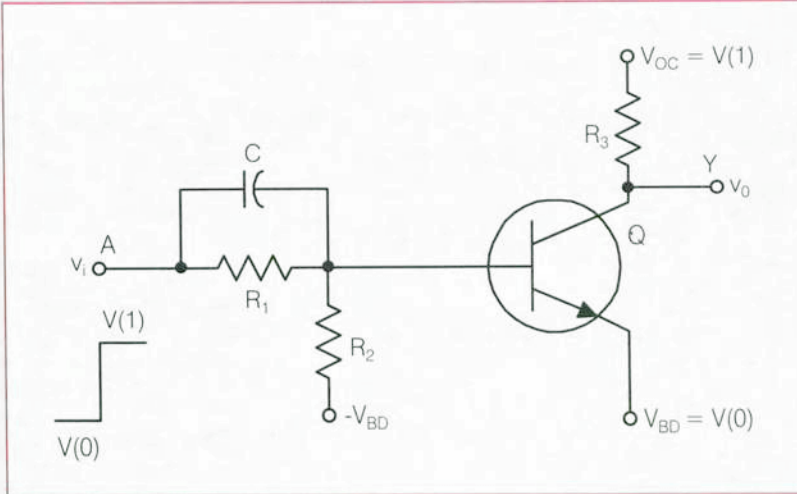 V_OC = V(1)
R_3
Y
v_0
C
Q
A
v_i
R_1
V(1)
R_2
-V_BD
V_BD = V(0)
V(0)